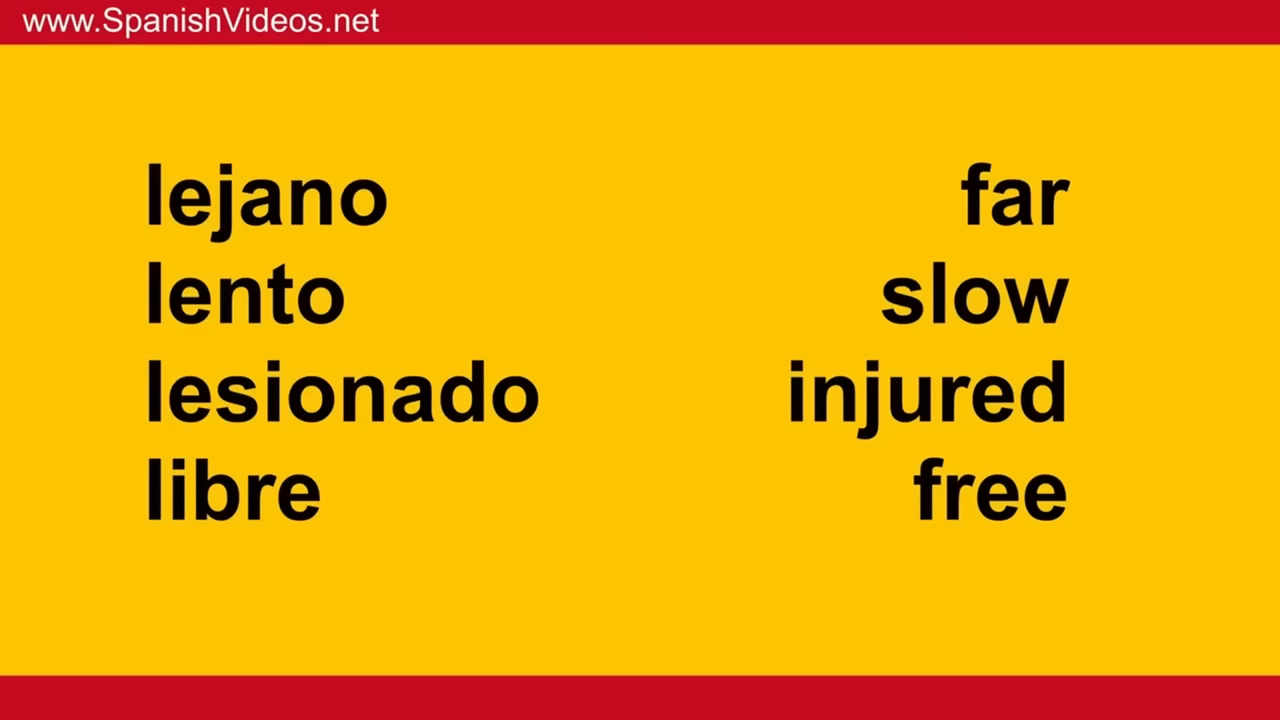 www.SpanishVideos.net
lejano far
lento slow
lesionado injured
libre free